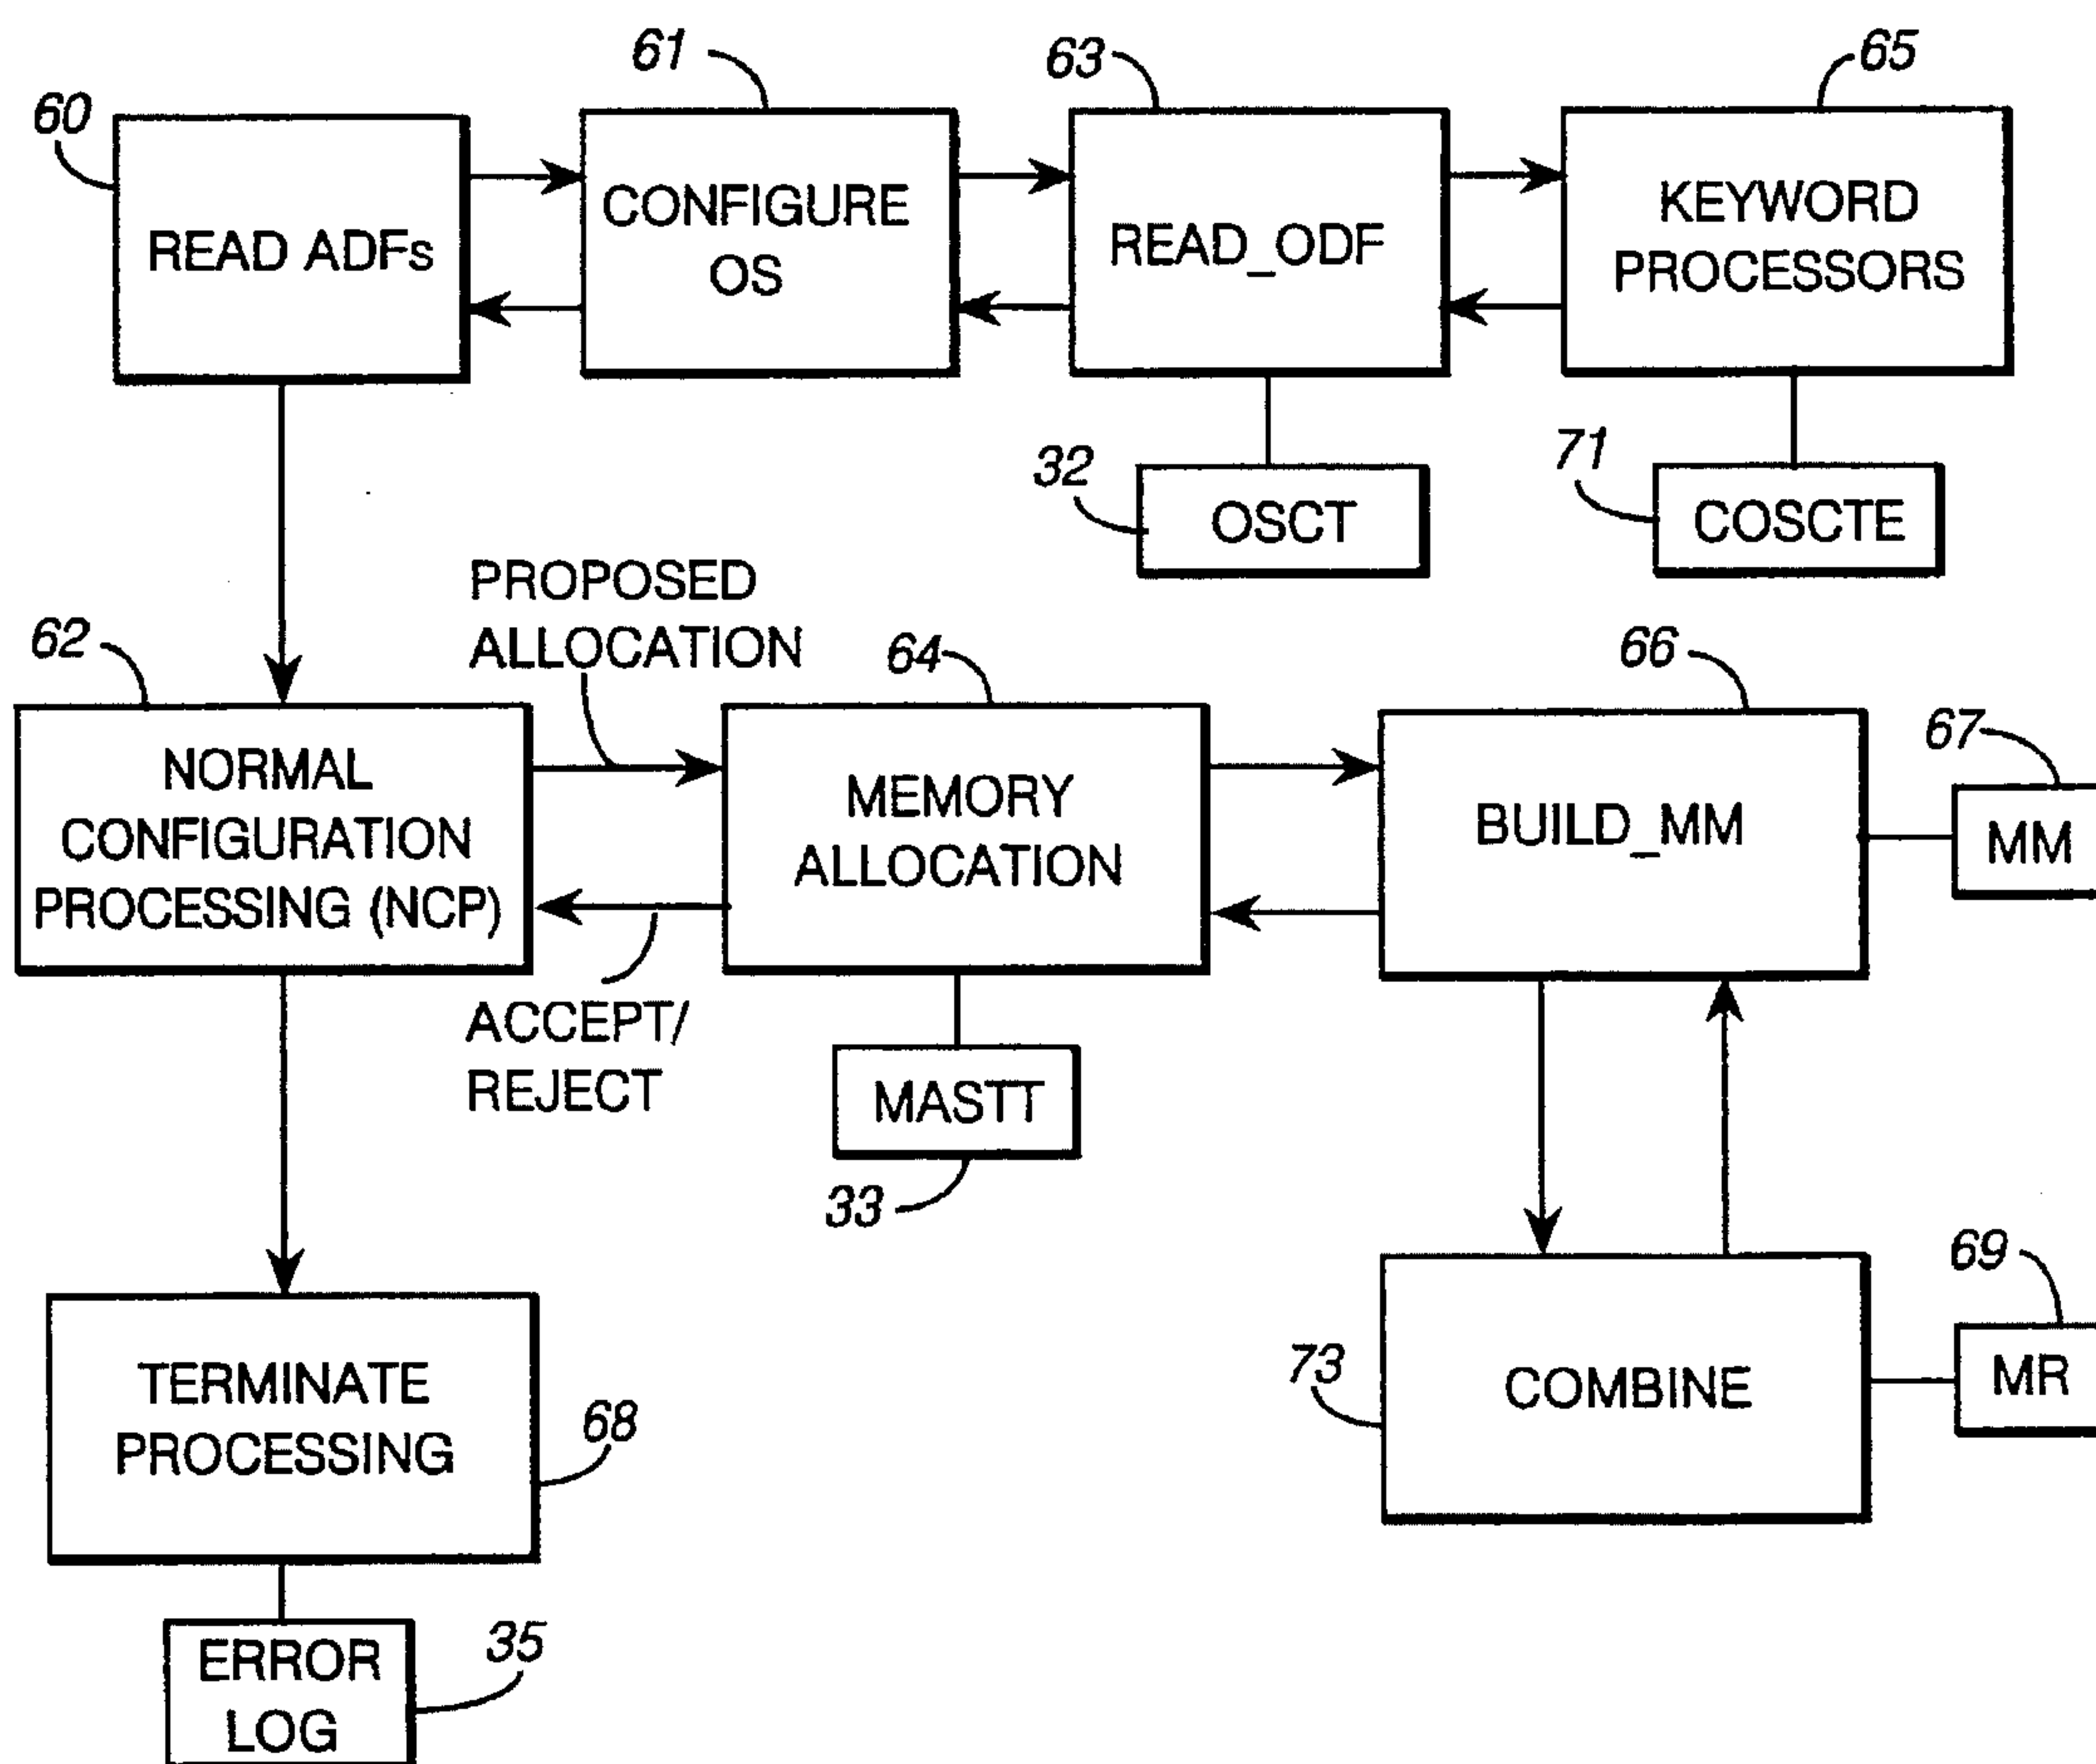 60
61
63
65
READ ADFs
CONFIGURE
OS
READ_ODF
KEYWORD
PROCESSORS
32
OSCT
71
COSCTE
PROPOSED
ALLOCATION
62
64
66
67
NORMAL
CONFIGURATION
PROCESSING (NCP)
MEMORY
ALLOCATION
BUILD_MM
MM
ACCEPT/
REJECT
MASTT
33
69
TERMINATE
PROCESSING
68
73
COMBINE
MR
ERROR
LOG
35